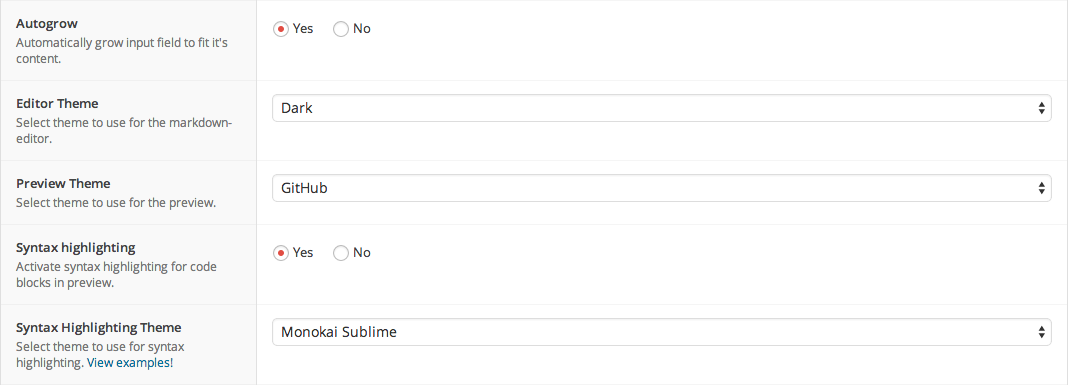 Autogrow
Automatically grow input field to fit it's
content.
Yes No
Editor Theme
Select theme to use for the markdown-
editor.
Dark
Preview Theme
Select theme to use for the preview.
GitHub
Syntax highlighting
Activate syntax highlighting for code
blocks in preview.
Yes No
Syntax Highlighting Theme
Select theme to use for syntax
highlighting. View examples!
Monokai Sublime